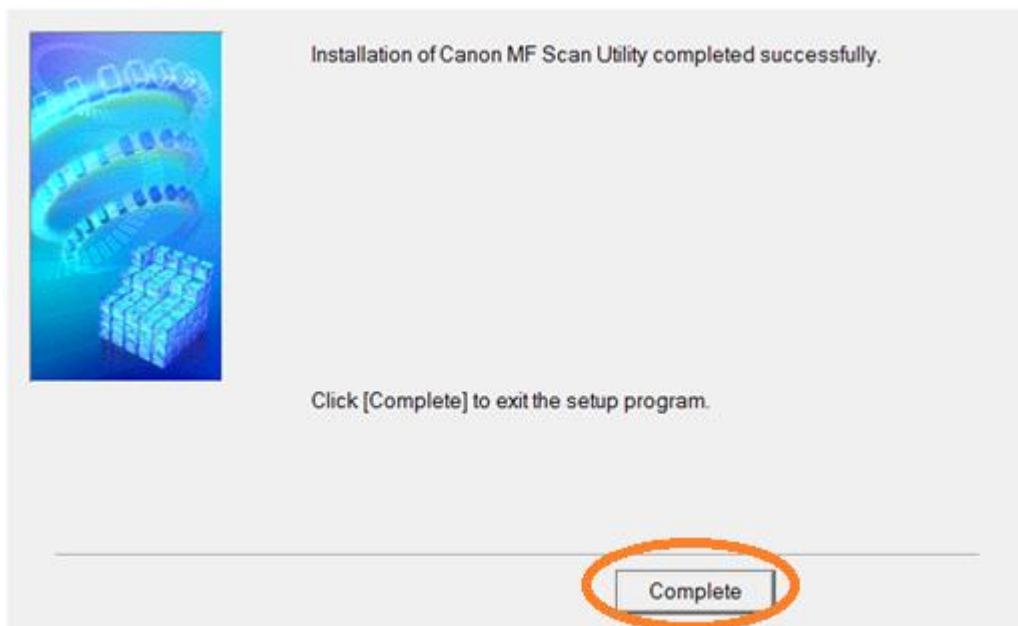 Installation of Canon MF Scan Utility completed successfully.
Click [Complete] to exit the setup program.
Complete